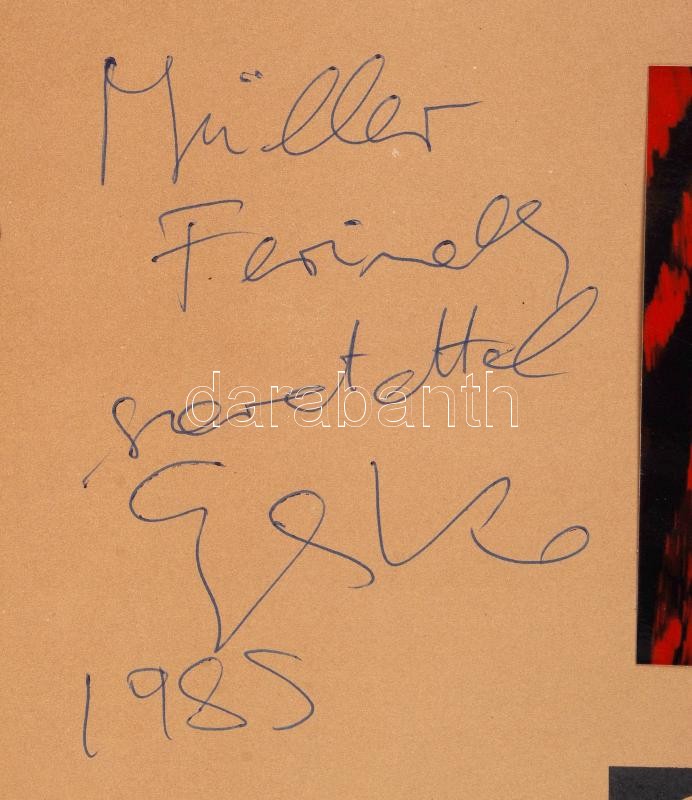 Müller
Ferinek
szeretettel
darabanth
1985